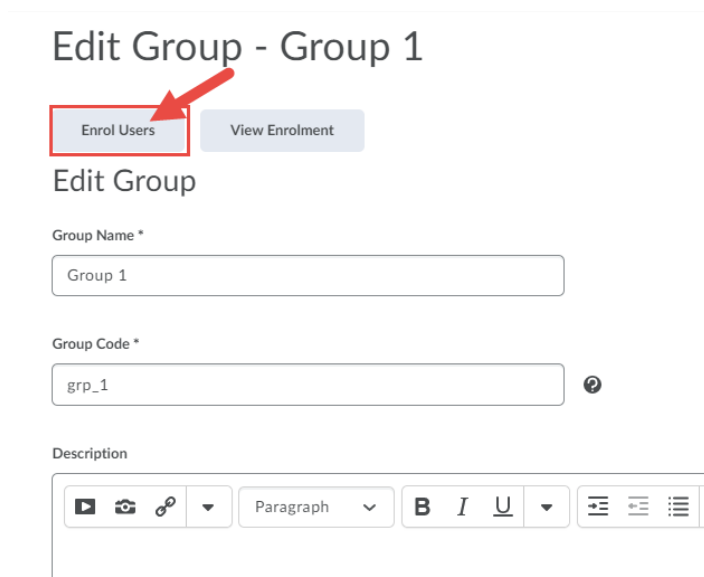 Edit Group - Group 1
Enrol Users View Enrolment
Edit Group
Group Name *
Group 1
Group Code *
grp_1
Description
Paragraph B I U